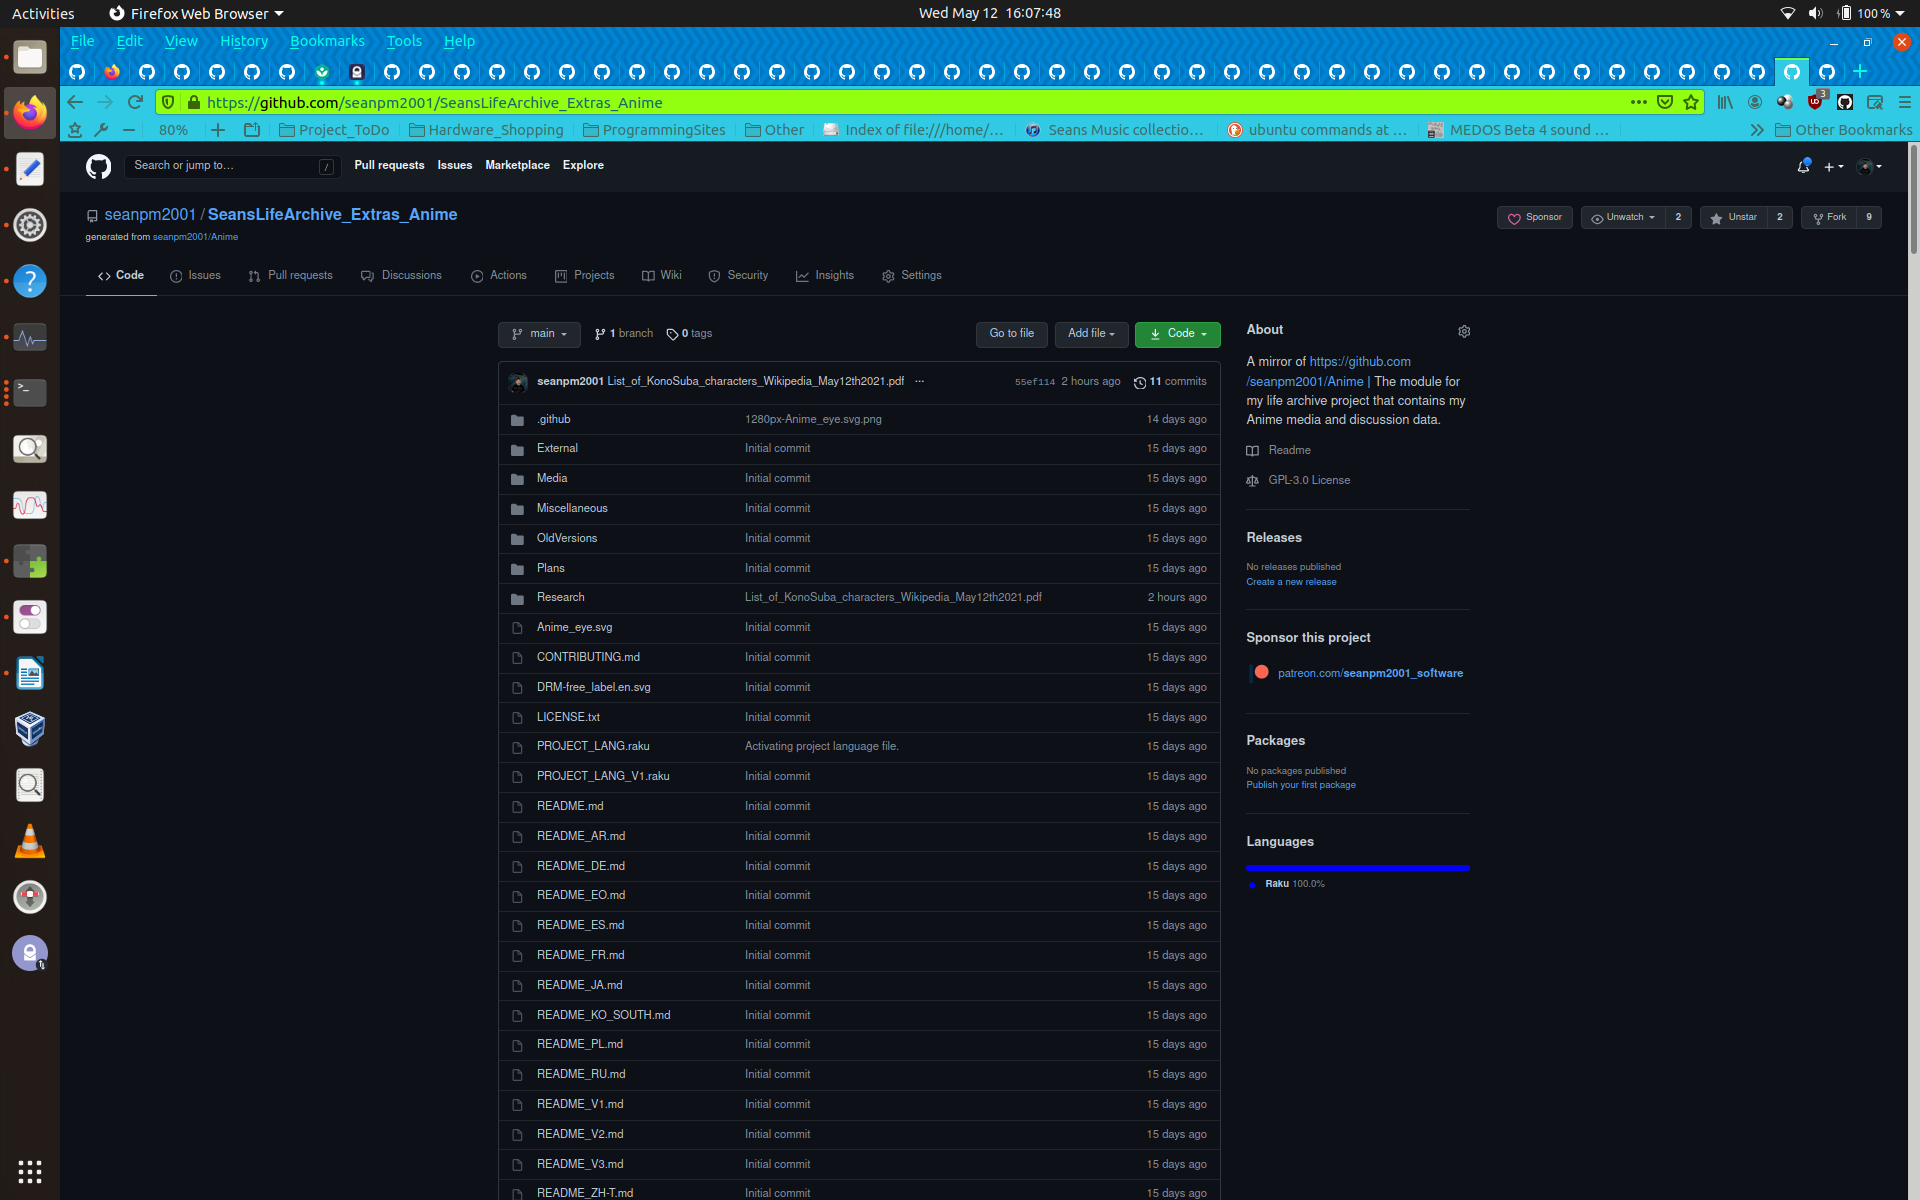 Activities
Firefox Web Browser
Wed May 12 16:07:48
100 %
File Edit View History Bookmarks Tools Help
https://github.com/seanpm2001/SeansLifeArchive_Extras_Anime
3
80%
Project_ToDo
Hardware_Shopping
ProgrammingSites
Other
Index of file:///home/...
Seans Music collectio...
ubuntu commands at ...
MEDOS Beta 4 sound ...
Other Bookmarks
Search or jump to...
/
Pull requests Issues Marketplace Explore
seanpm2001 / SeansLifeArchive_Extras_Anime
generated from seanpm2001/Anime
Sponsor
Unwatch 2
Unstar 2
Fork 9
Code
Issues
Pull requests
Discussions
Actions
Projects
Wiki
Security
Insights
Settings
main
1 branch
0 tags
Go to file
Add file
Code
seanpm2001 List_of_KonoSuba_characters_Wikipedia_May12th2021.pdf ... 55ef114 2 hours ago 11 commits
.github 1280px-Anime_eye.svg.png 14 days ago
External Initial commit 15 days ago
Media Initial commit 15 days ago
Miscellaneous Initial commit 15 days ago
OldVersions Initial commit 15 days ago
Plans Initial commit 15 days ago
Research List_of_KonoSuba_characters_Wikipedia_May12th2021.pdf 2 hours ago
Anime_eye.svg Initial commit 15 days ago
CONTRIBUTING.md Initial commit 15 days ago
DRM-free_label.en.svg Initial commit 15 days ago
LICENSE.txt Initial commit 15 days ago
PROJECT_LANG.raku Activating project language file. 15 days ago
PROJECT_LANG_V1.raku Initial commit 15 days ago
README.md Initial commit 15 days ago
README_AR.md Initial commit 15 days ago
README_DE.md Initial commit 15 days ago
README_EO.md Initial commit 15 days ago
README_ES.md Initial commit 15 days ago
README_FR.md Initial commit 15 days ago
README_JA.md Initial commit 15 days ago
README_KO_SOUTH.md Initial commit 15 days ago
README_PL.md Initial commit 15 days ago
README_RU.md Initial commit 15 days ago
README_V1.md Initial commit 15 days ago
README_V2.md Initial commit 15 days ago
README_V3.md Initial commit 15 days ago
README_ZH-T.md Initial commit 15 days ago
About
A mirror of https://github.com
/seanpm2001/Anime | The module for
my life archive project that contains my
Anime media and discussion data.
Readme
GPL-3.0 License
Releases
No releases published
Create a new release
Sponsor this project
patreon.com/seanpm2001_software
Packages
No packages published
Publish your first package
Languages
Raku 100.0%